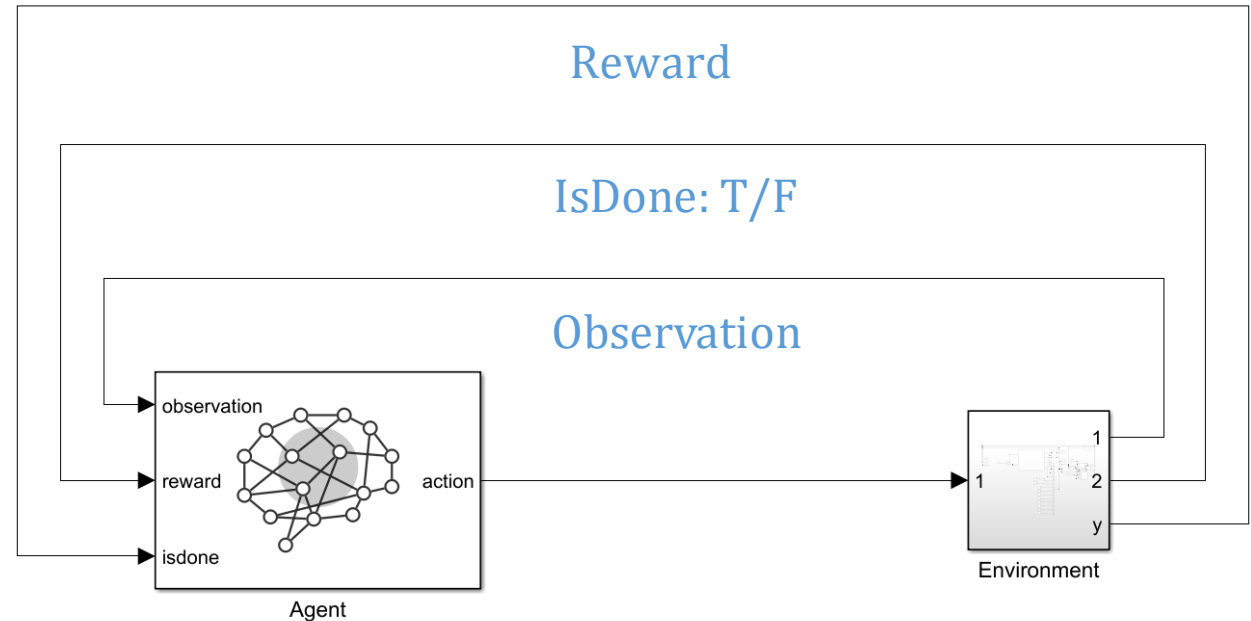 Reward
IsDone: T/F
Observation
observation
reward
isdone
action
Agent
1
1
2
y
Environment